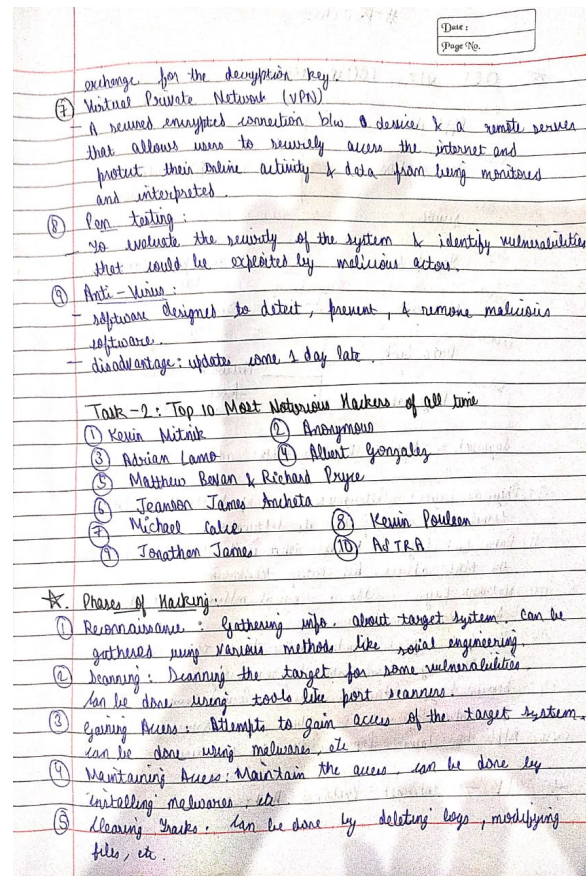 Date :
Page No.
exchange for the decryption key.
⑦ Virtual Private Network (VPN)
– A secured encrypted connection b/w a device & a remote server
that allows users to securely access the internet and
protect their online activity & data from being monitored
and interpreted.
⑧ Pen testing :
– To evaluate the security of the system & identify vulnerabilities
that could be exploited by malicious actors.
⑨ Anti – Virus :
– software designed to detect, prevent, & remove malicious
software.
– disadvantage : updates come 1 day late.
Task – 2 : Top 10 Most Notorious Hackers of all time
① Kevin Mitnik ② Anonymous
③ Adrian Lamo ④ Albert Gonzalez
⑤ Matthew Bevan & Richard Pryce
⑥ Jeanson James Ancheta
⑦ Michael Calce ⑧ Kevin Poulsen
⑨ Jonathan James ⑩ ASTRA
☆. Phases of Hacking :
① Reconnaissance : Gathering info. about target system. can be
gathered using various methods like social engineering.
② Scanning : Scanning the target for some vulnerabilities
can be done using tools like port scanners.
③ Gaining Access : Attempts to gain access of the target system.
can be done using malwares, etc
④ Maintaining Access : Maintain the access, can be done by
installing malwares, etc.
⑤ Clearing Tracks. can be done by deleting logs, modifying
files, etc.